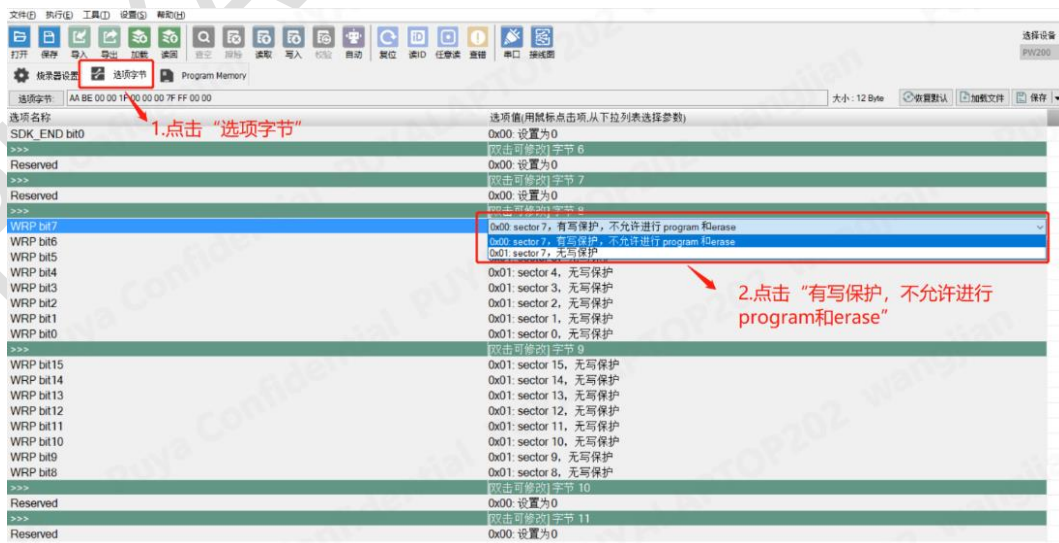 文件(F) 执行(E) 工具(T) 设置(S) 帮助(H)
打开 保存 导入 导出 加载 读回 查空 擦除 读取 写入 校验 自动 复位 读ID 任意读 查错 串口 接线图
选择设备
PW200
烧录器设置 选项字节 Program Memory
选项字节: AA BE 00 00 1F 00 00 00 7F FF 00 00 大小: 12 Byte 恢复默认 加载文件 保存
选项名称 选项值(用鼠标点击项,从下拉列表选择参数)
SDK_END bit0 0x00: 设置为0
1.点击“选项字节”
>>> [双击可修改] 字节 6
Reserved 0x00: 设置为0
>>> [双击可修改] 字节 7
Reserved 0x00: 设置为0
>>> [双击可修改] 字节 8
WRP bit7 0x00: sector 7，有写保护，不允许进行 program 和erase
WRP bit6 0x00: sector 7，有写保护，不允许进行 program 和erase
WRP bit5 0x01: sector 7，无写保护
WRP bit4 0x01: sector 4，无写保护
WRP bit3 0x01: sector 3，无写保护
WRP bit2 0x01: sector 2，无写保护
WRP bit1 0x01: sector 1，无写保护
WRP bit0 0x01: sector 0，无写保护
2.点击“有写保护，不允许进行
program和erase”
>>> [双击可修改] 字节 9
WRP bit15 0x01: sector 15，无写保护
WRP bit14 0x01: sector 14，无写保护
WRP bit13 0x01: sector 13，无写保护
WRP bit12 0x01: sector 12，无写保护
WRP bit11 0x01: sector 11，无写保护
WRP bit10 0x01: sector 10，无写保护
WRP bit9 0x01: sector 9，无写保护
WRP bit8 0x01: sector 8，无写保护
>>> [双击可修改] 字节 10
Reserved 0x00: 设置为0
>>> [双击可修改] 字节 11
Reserved 0x00: 设置为0
Puya Confidential PUYALAPTOP202 wangjian